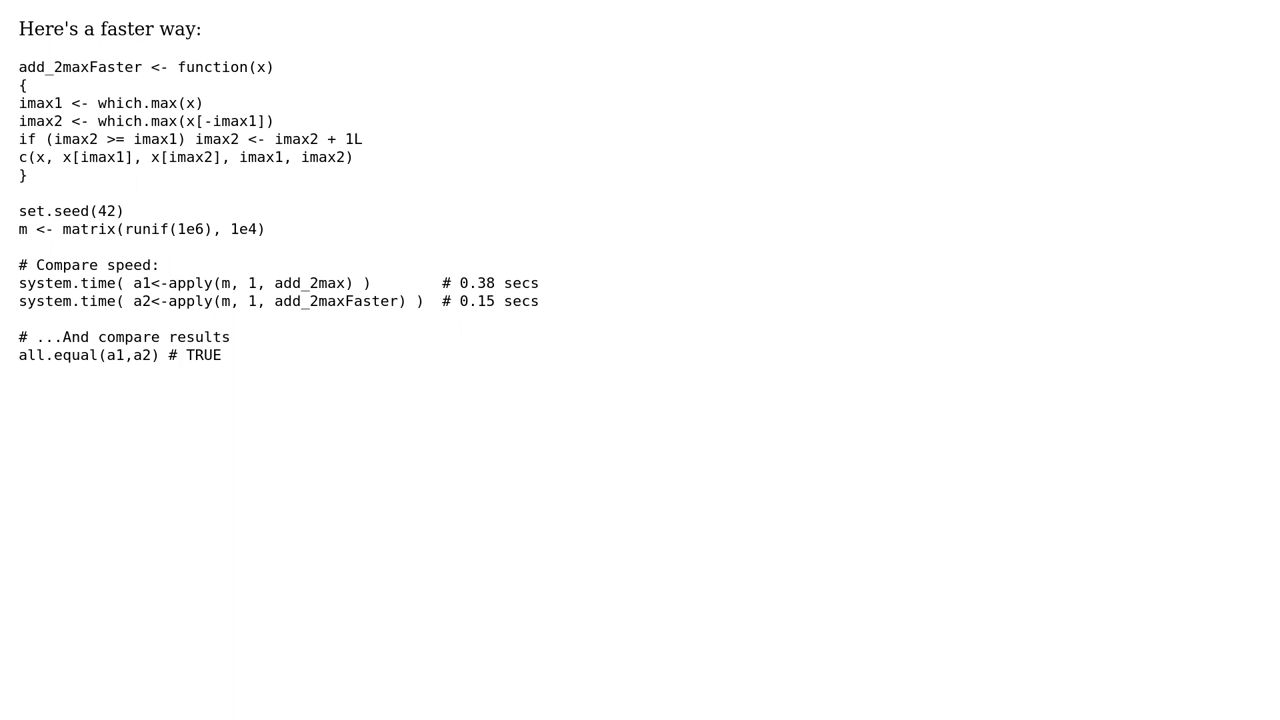 Here's a faster way:
add_2maxFaster <- function(x)
{
imax1 <- which.max(x)
imax2 <- which.max(x[-imax1])
if (imax2 >= imax1) imax2 <- imax2 + 1L
c(x, x[imax1], x[imax2], imax1, imax2)
}
set.seed(42)
m <- matrix(runif(1e6), 1e4)
# Compare speed:
system.time( a1<-apply(m, 1, add_2max) )        # 0.38 secs
system.time( a2<-apply(m, 1, add_2maxFaster) )  # 0.15 secs
# ...And compare results
all.equal(a1,a2) # TRUE